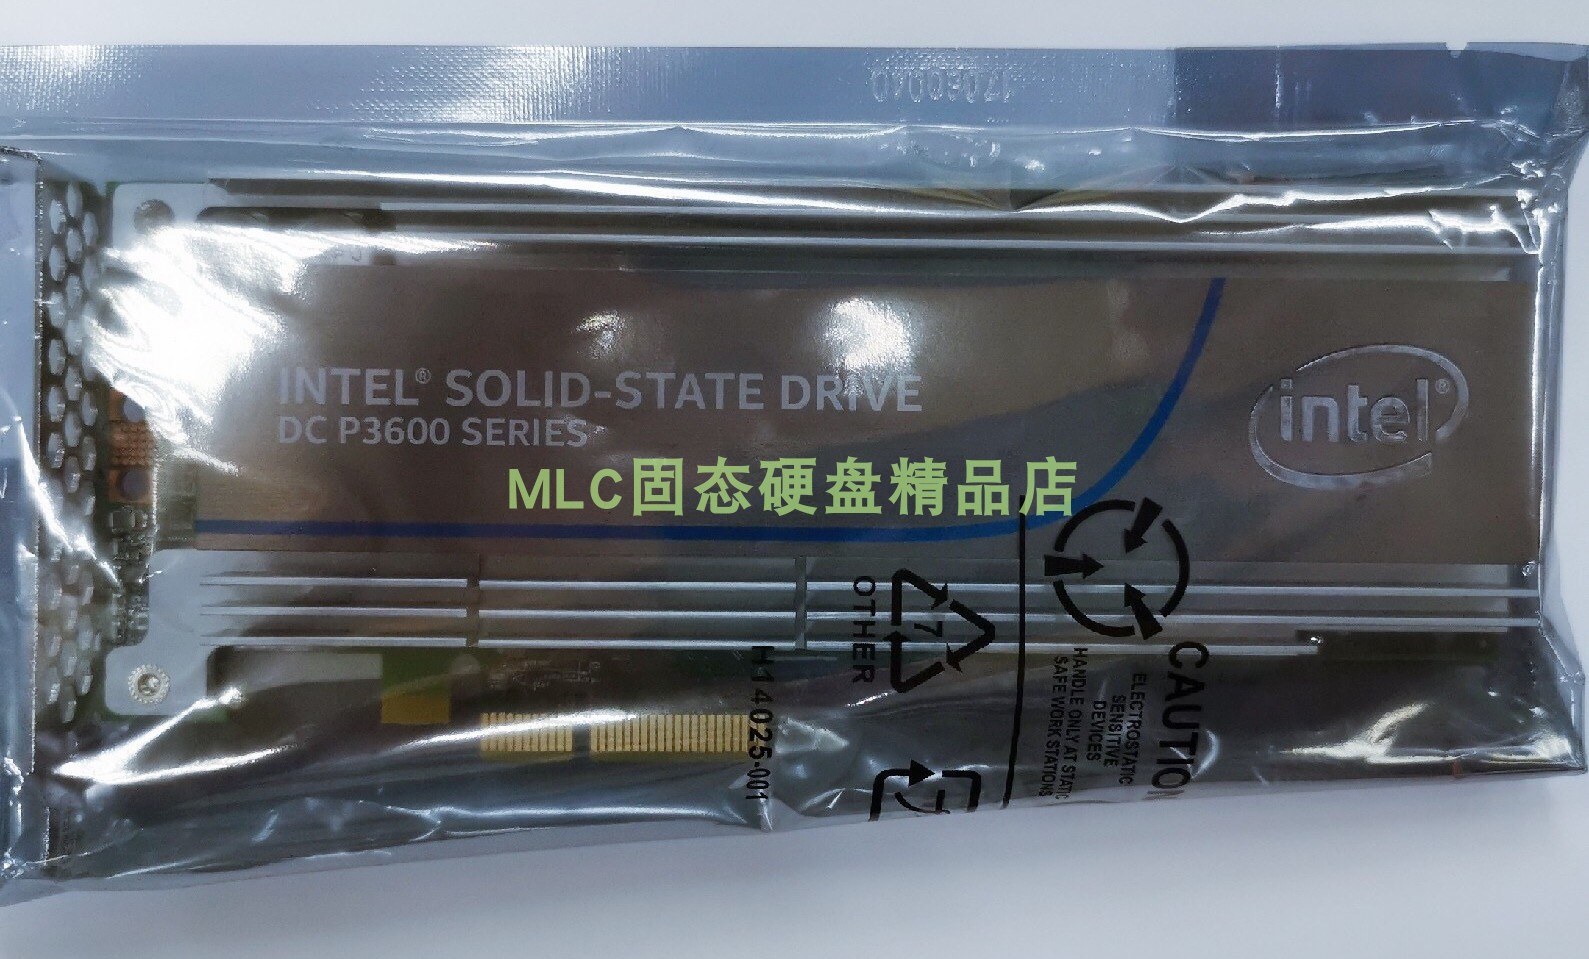 INTEL® SOLID-STATE DRIVE
DC P3600 SERIES
intel®
MLC固态硬盘精品店
7
OTHER
H14025-001
CAUTION
ELECTROSTATIC
SENSITIVE
DEVICES
HANDLE ONLY AT STATIC
SAFE WORK STATIONS